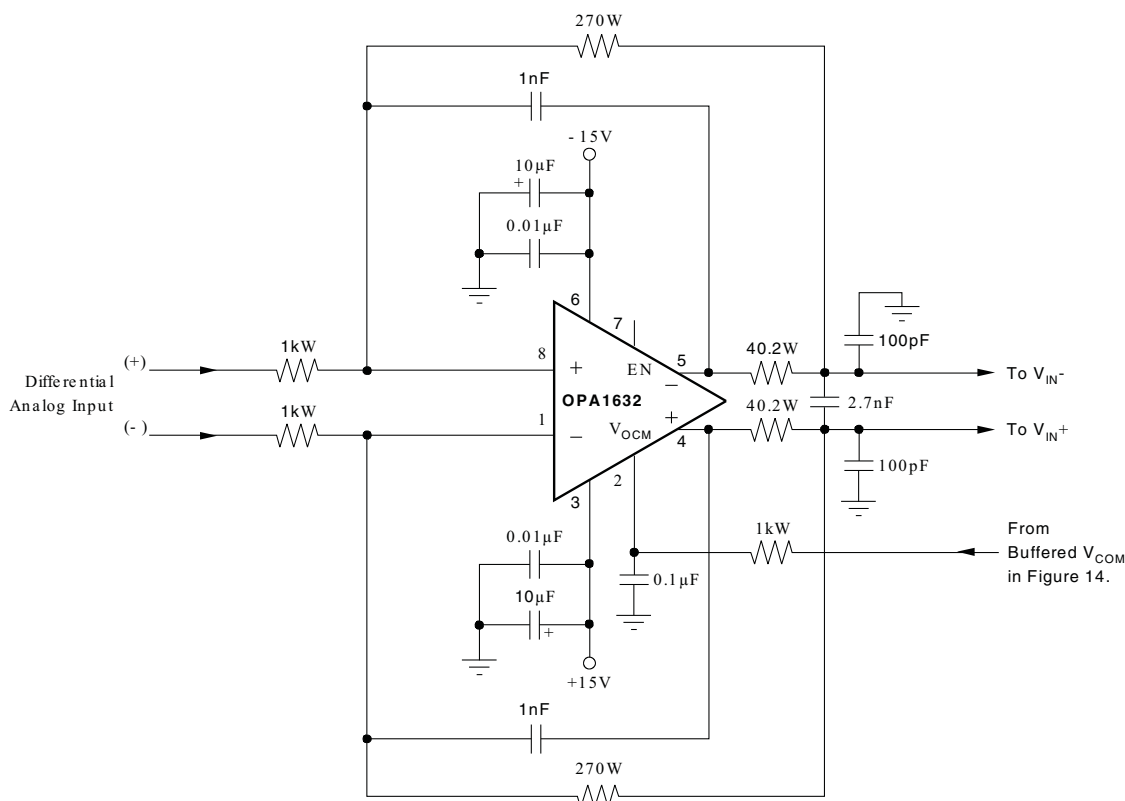 270W
1nF
- 15V
10µF
+
0.01µF
6
7
100pF
1kW
40.2W
(+)
8
+
EN
5
−
To V_IN-
Differential
Analog Input
OPA1632
2.7nF
1kW
40.2W
(-)
1
−
V_OCM
+
4
To V_IN+
2
100pF
3
1kW
From
Buffered V_COM
in Figure 14.
0.01µF
0.1µF
10µF
+
+15V
1nF
270W